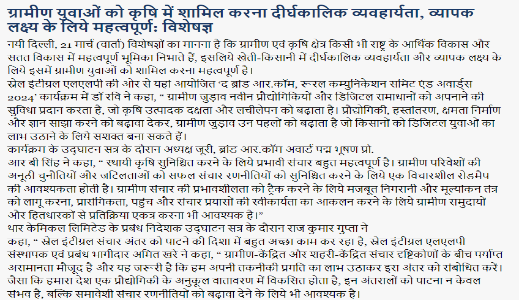 ग्रामीण युवाओं को कृषि में शामिल करना दीर्घकालिक व्यवहार्यता, व्यापक
लक्ष्य के लिये महत्वपूर्ण: विशेषज्ञ
नयी दिल्ली, 21 मार्च (वार्ता) विशेषज्ञों का मानना है कि ग्रामीण एवं कृषि क्षेत्र किसी भी राष्ट्र के आर्थिक विकास और
सतत विकास में महत्वपूर्ण भूमिका निभाते हैं, इसलिये खेती-किसानी में दीर्घकालिक व्यवहार्यता और व्यापक लक्ष्य के
लिये इसमें ग्रामीण युवाओं को शामिल करना महत्वपूर्ण है।
स्रेल इंटीग्रल एलएलपी की ओर से यहां आयोजित 'द ब्रांड आर.कॉम, रूरल कम्युनिकेशन समिट एंड अवार्ड्स
2024' कार्यक्रम में डॉ रवि ने कहा, “ ग्रामीण जुड़ाव नवीन प्रौद्योगिकियों और डिजिटल समाधानों को अपनाने की
सुविधा प्रदान करता है, जो कृषि उत्पादक दक्षता और लचीलेपन को बढ़ाता है। प्रौद्योगिकी, हस्तांतरण, क्षमता निर्माण
और ज्ञान साझा करने को बढ़ावा देकर, ग्रामीण जुड़ाव उन पहलों को बढ़ाता है जो किसानों को डिजिटल युवाओं का
लाभ उठाने के लिये सशक्त बना सकते हैं।
कार्यक्रम के उद्घाटन सत्र के दौरान अध्यक्ष जूरी, ब्रांड आर.कॉम अवार्ड पद्म भूषण प्रो.
आर बी सिंह ने कहा, “ स्थायी कृषि सुनिश्चित करने के लिये प्रभावी संचार बहुत महत्वपूर्ण है। ग्रामीण परिवेशों की
अनूठी चुनौतियों और जटिलताओं को सफल संचार रणनीतियों को सुनिश्चित करने के लिये एक विचारशील रोडमैप
की आवश्यकता होती है। ग्रामीण संचार की प्रभावशीलता को ट्रैक करने के लिये मजबूत निगरानी और मूल्यांकन तंत्र
को लागू करना, प्रासंगिकता, पहुंच और संचार प्रयासों की स्वीकार्यता का आकलन करने के लिये ग्रामीण समुदायों
और हितधारकों से प्रतिक्रिया एकत्र करना भी आवश्यक है।”
धार केमिकल लिमिटेड के प्रबंध निदेशक उद्घाटन सत्र के दौरान राज कुमार गुप्ता ने
कहा, “ स्रेल इंटीग्रल संचार अंतर को पाटने की दिशा में बहुत अच्छा काम कर रहा है, स्रेल इंटीग्रल एलएलपी
संस्थापक एवं प्रबंध भागीदार अमित खरे ने कहा, “ ग्रामीण-केंद्रित और शहरी-केंद्रित संचार दृष्टिकोणों के बीच पर्याप्त
असमानता मौजूद है और यह जरूरी है कि हम अपनी तकनीकी प्रगति का लाभ उठाकर इस अंतर को संबोधित करें।
जैसा कि हमारा देश एक प्रौद्योगिकी के अनुकूल वातावरण में विकसित होता है, इन अंतरालों को पाटना न केवल
संभव है, बल्कि समावेशी संचार रणनीतियों को बढ़ावा देने के लिये भी आवश्यक है।